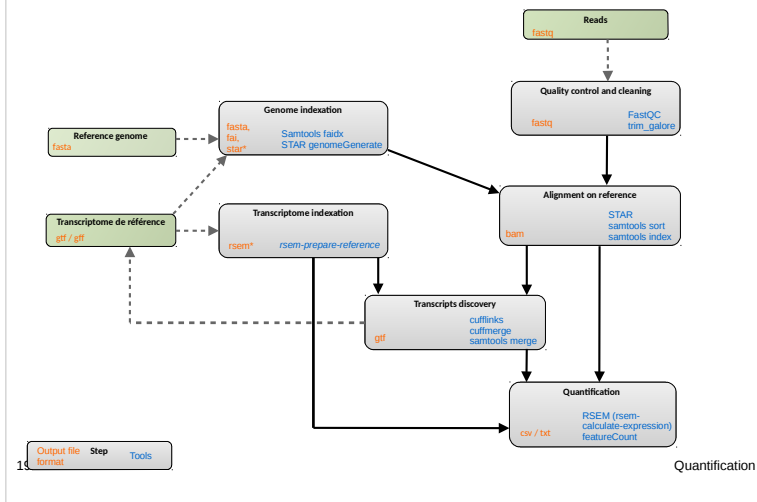 Reads
fastq
Quality control and cleaning
fastq
FastQC
trim_galore
Genome indexation
fasta,
fai,
star*
Samtools faidx
STAR genomeGenerate
Reference genome
fasta
Alignment on reference
bam
STAR
samtools sort
samtools index
Transcriptome de référence
gtf / gff
Transcriptome indexation
rsem*
rsem-prepare-reference
Transcripts discovery
gtf
cufflinks
cuffmerge
samtools merge
Quantification
csv / txt
RSEM (rsem-
calculate-expression)
featureCount
Output file
format
Step
Tools
Quantification